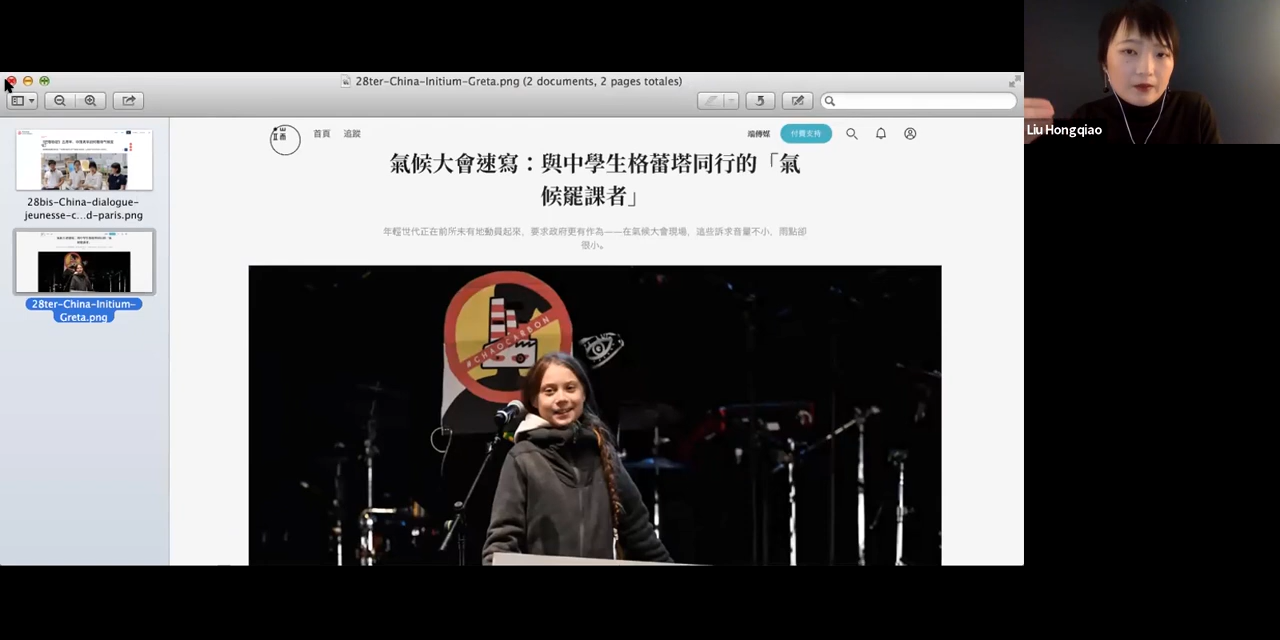 28ter-China-Initium-Greta.png (2 documents, 2 pages totales)
Liu Hongqiao
28bis-China-dialogue-
jeunesse-c...d-paris.png
28ter-China-Initium-
Greta.png
首頁 追蹤
端傳媒 付費支持
氣候大會速寫：與中學生格蕾塔同行的「氣
候罷課者」
年輕世代正在前所未有地動員起來，要求政府更有作為——在氣候大會現場，這些訴求音量不小，雨點卻
很小。
#CHAOCARBON